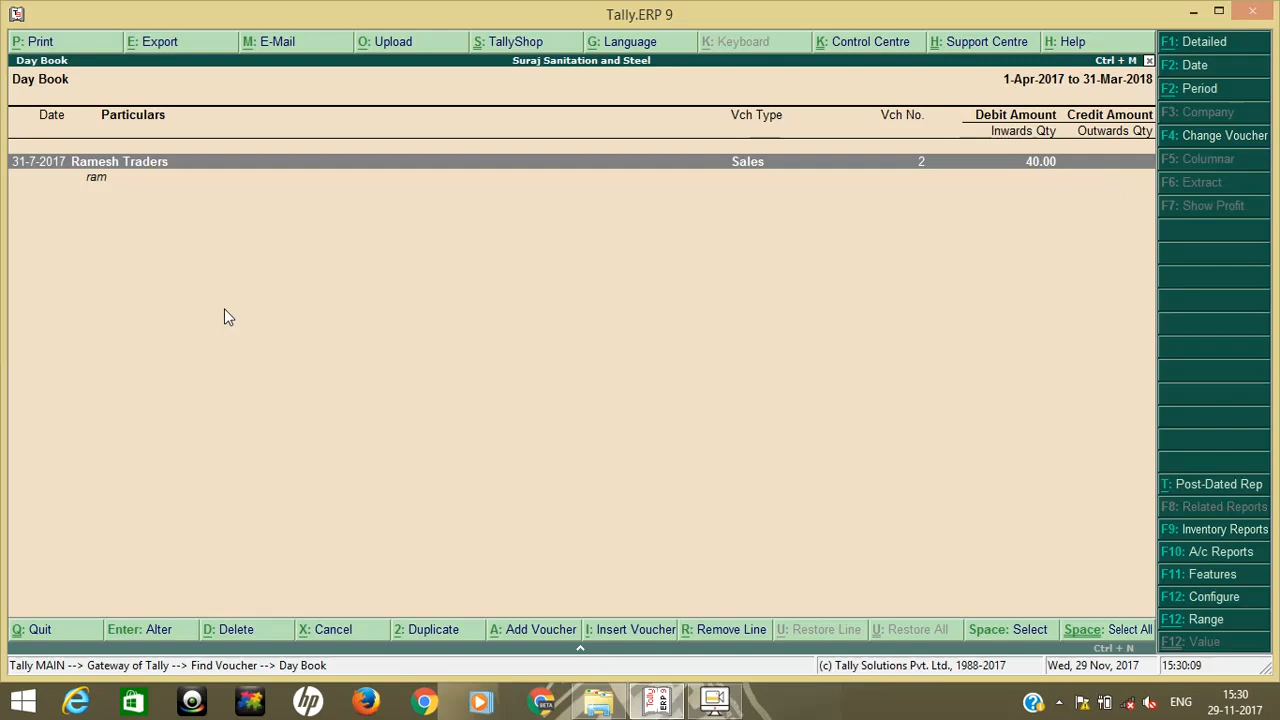 Tally.ERP 9
P: Print E: Export M: E-Mail O: Upload S: TallyShop G: Language K: Keyboard K: Control Centre H: Support Centre H: Help
Day Book Suraj Sanitation and Steel Ctrl + M
Day Book 1-Apr-2017 to 31-Mar-2018
Date Particulars Vch Type Vch No. Debit Amount Credit Amount
Inwards Qty Outwards Qty
31-7-2017 Ramesh Traders Sales 2 40.00
ram
F1: Detailed
F2: Date
F2: Period
F3: Company
F4: Change Voucher
F5: Columnar
F6: Extract
F7: Show Profit
T: Post-Dated Rep
F8: Related Reports
F9: Inventory Reports
F10: A/c Reports
F11: Features
F12: Configure
F12: Range
F12: Value
Q: Quit Enter: Alter D: Delete X: Cancel 2: Duplicate A: Add Voucher I: Insert Voucher R: Remove Line U: Restore Line U: Restore All Space: Select Space: Select All
Ctrl + N
Tally MAIN --> Gateway of Tally --> Find Voucher --> Day Book (c) Tally Solutions Pvt. Ltd., 1988-2017 Wed, 29 Nov, 2017 15:30:09
hp BETA Tally ERP 9 ENG 15:30
29-11-2017